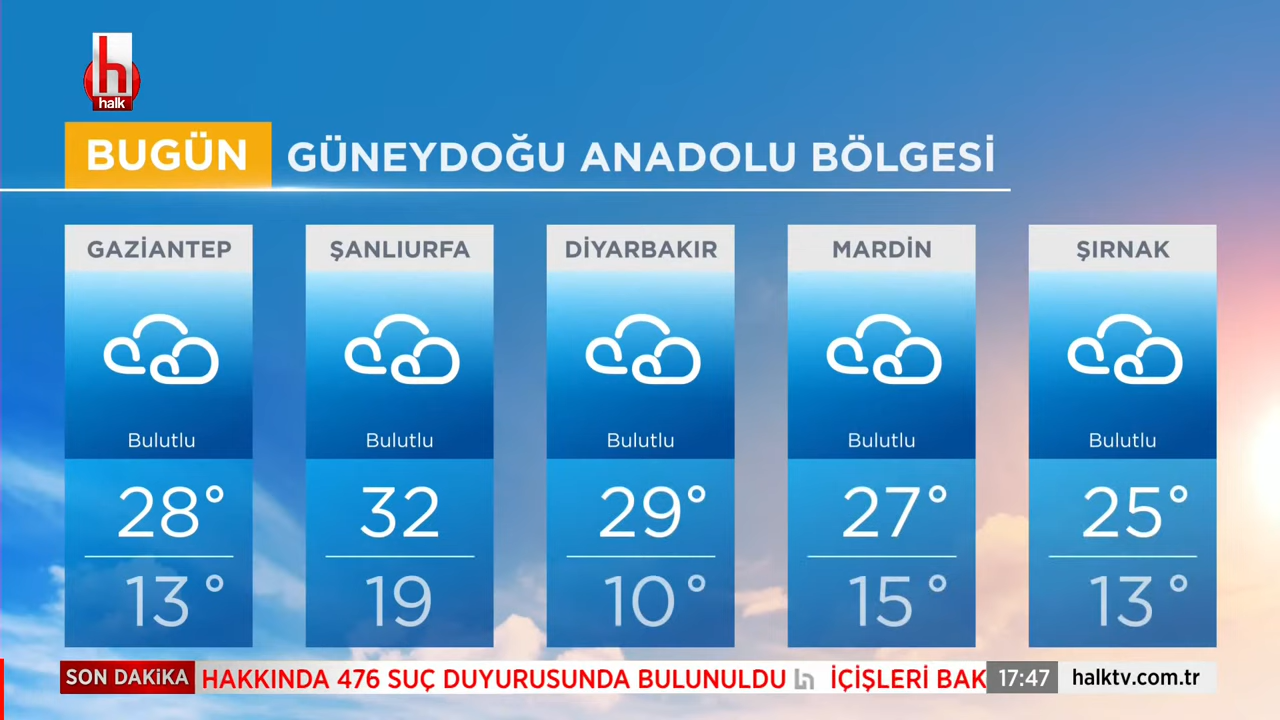 h
halk
BUGÜN GÜNEYDOĞU ANADOLU BÖLGESİ
GAZİANTEP
Bulutlu
28°
13°
ŞANLIURFA
Bulutlu
32
19
DİYARBAKIR
Bulutlu
29°
10°
MARDİN
Bulutlu
27°
15°
ŞIRNAK
Bulutlu
25°
13°
SON DAKİKA HAKKINDA 476 SUÇ DUYURUSUNDA BULUNULDU h İÇİŞLERİ BAK 17:47 halktv.com.tr